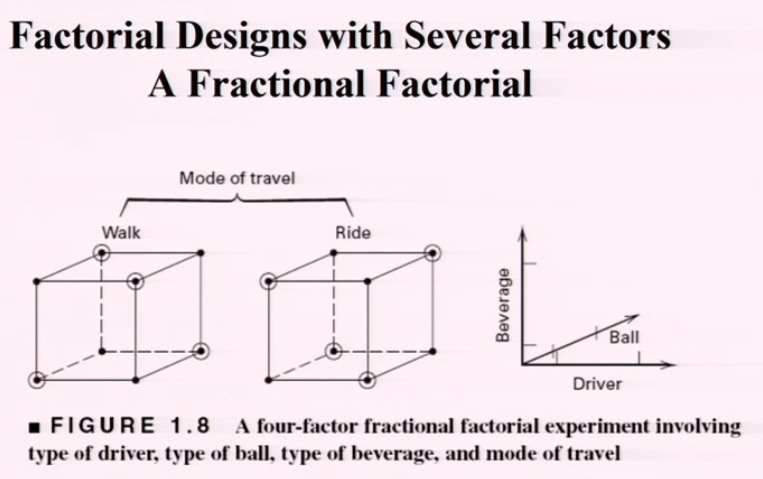 Factorial Designs with Several Factors
A Fractional Factorial
Mode of travel
Walk
Ride
Beverage
Ball
Driver
■ FIGURE 1.8 A four-factor fractional factorial experiment involving
type of driver, type of ball, type of beverage, and mode of travel